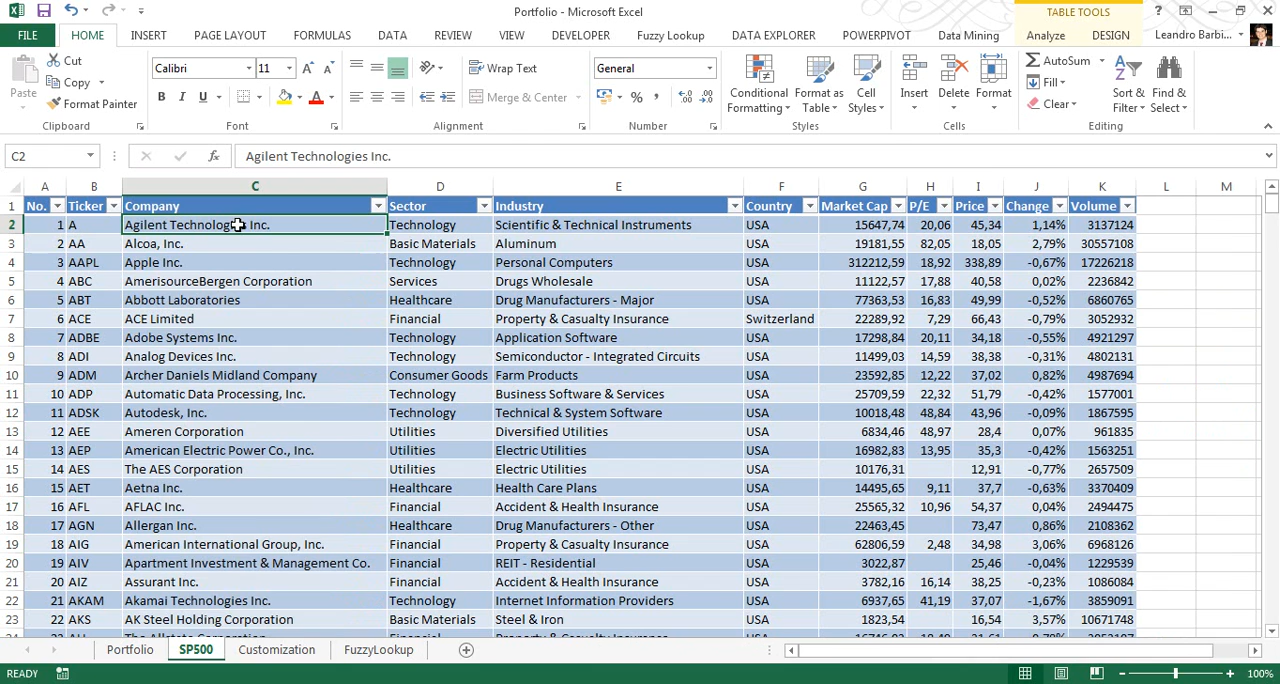 Portfolio - Microsoft Excel
TABLE TOOLS
?
FILE HOME INSERT PAGE LAYOUT FORMULAS DATA REVIEW VIEW DEVELOPER Fuzzy Lookup DATA EXPLORER POWERPIVOT Data Mining Analyze DESIGN Leandro Barbi...
Paste
Cut
Copy
Format Painter
Clipboard
Calibri 11 A A
B I U A
Font
Wrap Text
Merge & Center
Alignment
General
%
Number
Conditional Formatting
Format as Table
Cell Styles
Styles
Insert Delete Format
Cells
AutoSum
Fill
Clear
Sort & Filter
Find & Select
Editing
C2 fx Agilent Technologies Inc.
A B C D E F G H I J K L M
1 No. Ticker Company Sector Industry Country Market Cap P/E Price Change Volume
2 1 A Agilent Technologies Inc. Technology Scientific & Technical Instruments USA 15647,74 20,06 45,34 1,14% 3137124
3 2 AA Alcoa, Inc. Basic Materials Aluminum USA 19181,55 82,05 18,05 2,79% 30557108
4 3 AAPL Apple Inc. Technology Personal Computers USA 312212,59 18,92 338,89 -0,67% 17226218
5 4 ABC AmerisourceBergen Corporation Services Drugs Wholesale USA 11122,57 17,88 40,58 0,02% 2236842
6 5 ABT Abbott Laboratories Healthcare Drug Manufacturers - Major USA 77363,53 16,83 49,99 -0,52% 6860765
7 6 ACE ACE Limited Financial Property & Casualty Insurance Switzerland 22289,92 7,29 66,43 -0,79% 3052932
8 7 ADBE Adobe Systems Inc. Technology Application Software USA 17298,84 20,11 34,18 -0,55% 4921297
9 8 ADI Analog Devices Inc. Technology Semiconductor - Integrated Circuits USA 11499,03 14,59 38,38 -0,31% 4802131
10 9 ADM Archer Daniels Midland Company Consumer Goods Farm Products USA 23592,85 12,22 37,02 0,82% 4987694
11 10 ADP Automatic Data Processing, Inc. Technology Business Software & Services USA 25709,59 22,32 51,79 -0,42% 1577001
12 11 ADSK Autodesk, Inc. Technology Technical & System Software USA 10018,48 48,84 43,96 -0,09% 1867595
13 12 AEE Ameren Corporation Utilities Diversified Utilities USA 6834,46 48,97 28,4 0,07% 961835
14 13 AEP American Electric Power Co., Inc. Utilities Electric Utilities USA 16982,83 13,95 35,3 -0,42% 1563251
15 14 AES The AES Corporation Utilities Electric Utilities USA 10176,31 12,91 -0,77% 2657509
16 15 AET Aetna Inc. Healthcare Health Care Plans USA 14495,65 9,11 37,7 -0,63% 3370409
17 16 AFL AFLAC Inc. Financial Accident & Health Insurance USA 25565,32 10,96 54,37 0,04% 2494475
18 17 AGN Allergan Inc. Healthcare Drug Manufacturers - Other USA 22463,45 73,47 0,86% 2108362
19 18 AIG American International Group, Inc. Financial Property & Casualty Insurance USA 62806,59 2,48 34,98 3,06% 6968126
20 19 AIV Apartment Investment & Management Co. Financial REIT - Residential USA 3022,87 25,46 -0,04% 1229539
21 20 AIZ Assurant Inc. Financial Accident & Health Insurance USA 3782,16 16,14 38,25 -0,23% 1086084
22 21 AKAM Akamai Technologies Inc. Technology Internet Information Providers USA 6937,65 41,19 37,07 -1,67% 3859091
23 22 AKS AK Steel Holding Corporation Basic Materials Steel & Iron USA 1823,54 16,54 3,57% 10671748
Portfolio SP500 Customization FuzzyLookup
READY 100%